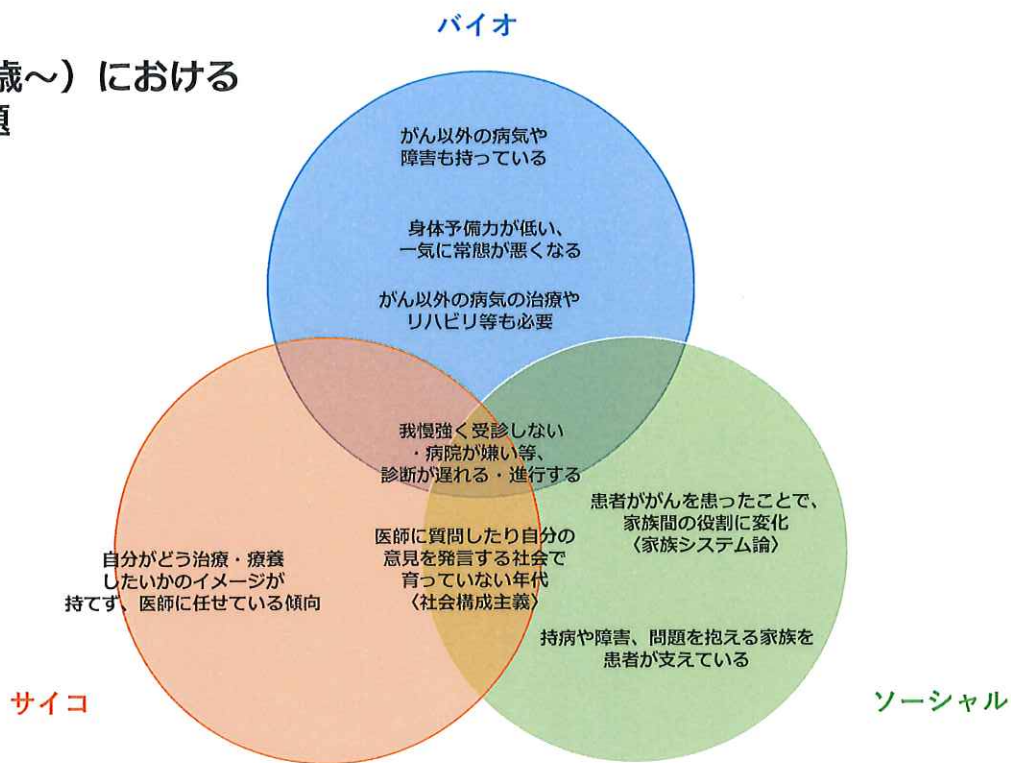 バイオ
歳～）における
題
がん以外の病気や
障害も持っている
身体予備力が低い、
一気に常態が悪くなる
がん以外の病気の治療や
リハビリ等も必要
我慢強く受診しない
・病院が嫌い等、
診断が遅れる・進行する
患者ががんを患ったことで、
家族間の役割に変化
〈家族システム論〉
医師に質問したり自分の
意見を発言する社会で
育っていない年代
〈社会構成主義〉
自分がどう治療・療養
したいかのイメージが
持てず、医師に任せている傾向
持病や障害、問題を抱える家族を
患者が支えている
サイコ
ソーシャル